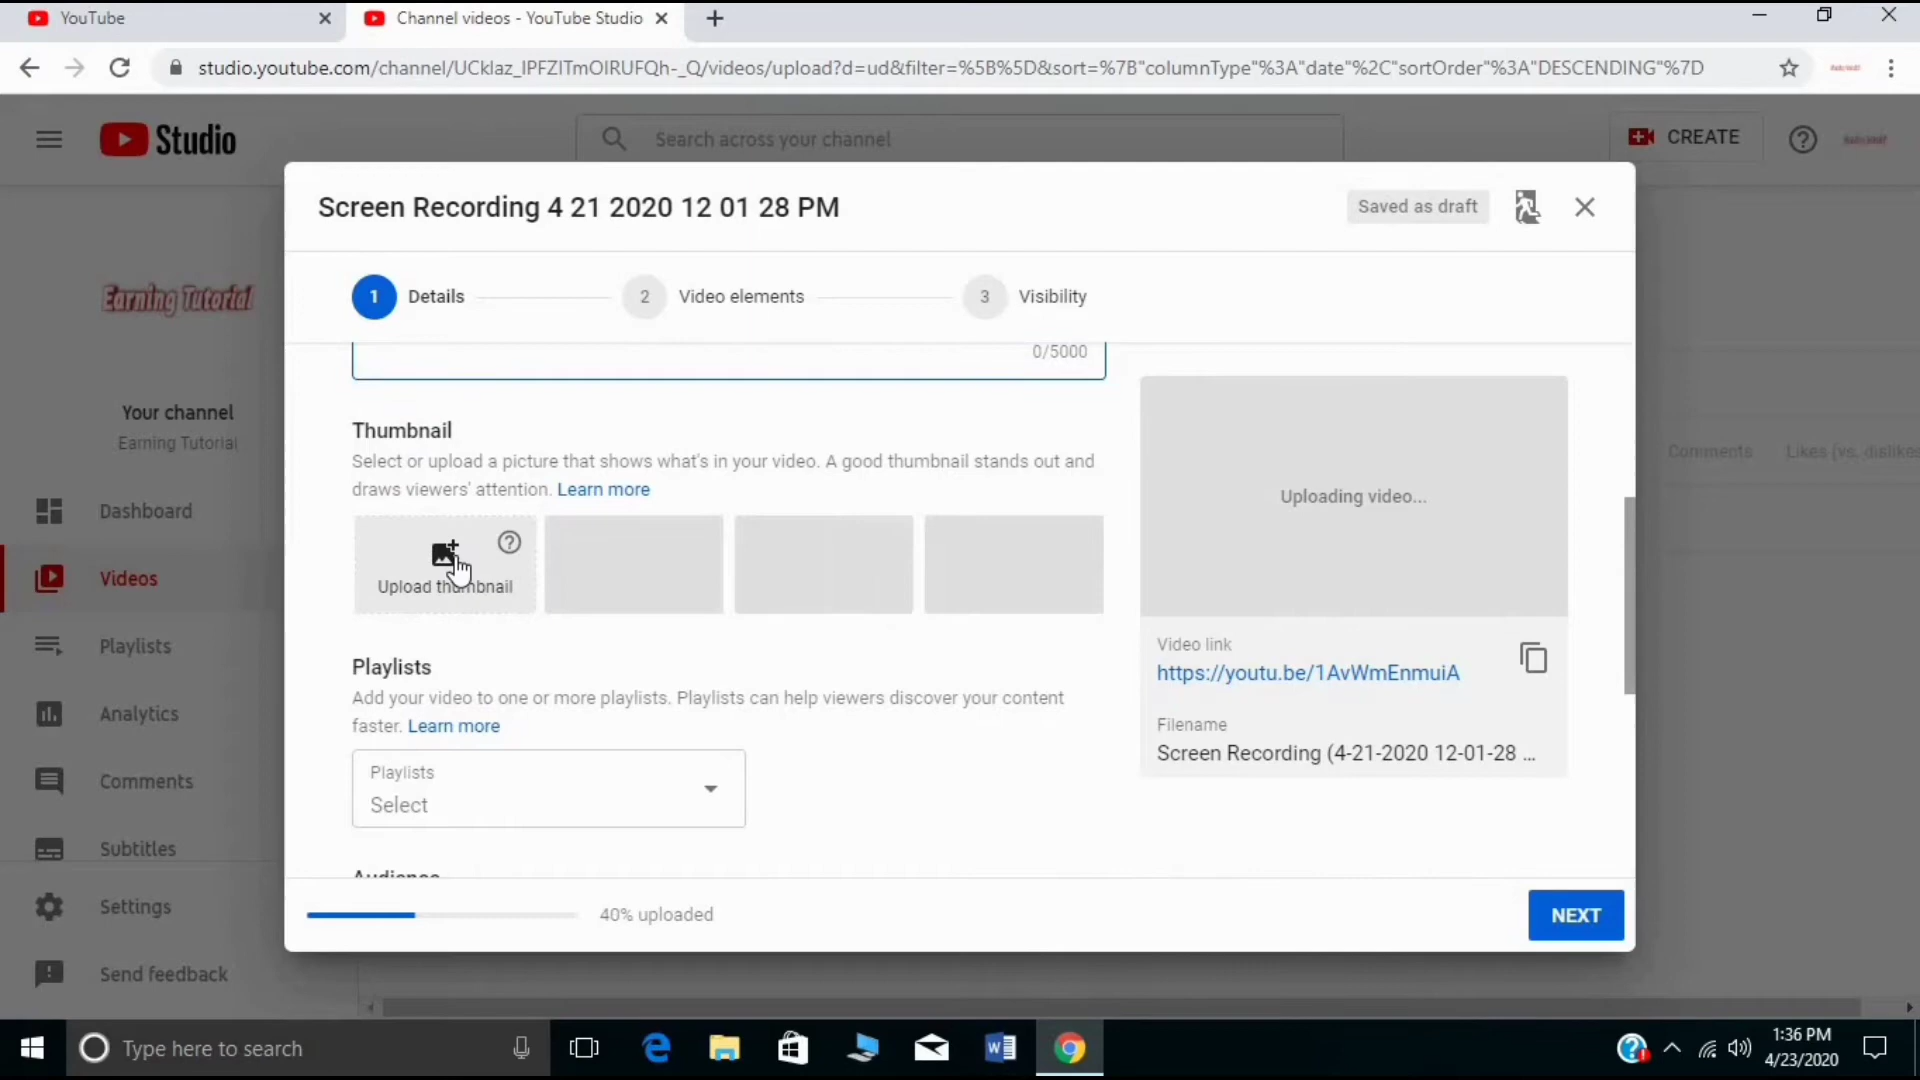 YouTube
Channel videos - YouTube Studio
studio.youtube.com/channel/UCklaz_IPFZITmOIRUFQh-_Q/videos/upload?d=ud&filter=%5B%5D&sort=%7B"columnType"%3A"date"%2C"sortOrder"%3A"DESCENDING"%7D
Studio
Search across your channel
CREATE
Screen Recording 4 21 2020 12 01 28 PM
Saved as draft
1 Details
2 Video elements
3 Visibility
Earning Tutorial
Your channel
Earning Tutorial
Dashboard
Videos
Playlists
Analytics
Comments
Subtitles
Settings
Send feedback
0/5000
Thumbnail
Select or upload a picture that shows what's in your video. A good thumbnail stands out and
draws viewers' attention. Learn more
Upload thumbnail
Playlists
Add your video to one or more playlists. Playlists can help viewers discover your content
faster. Learn more
Playlists
Select
Audience
Uploading video...
Video link
https://youtu.be/1AvWmEnmuiA
Filename
Screen Recording (4-21-2020 12-01-28 ...
Comments
Likes (vs. dislikes
40% uploaded
NEXT
Type here to search
1:36 PM
4/23/2020